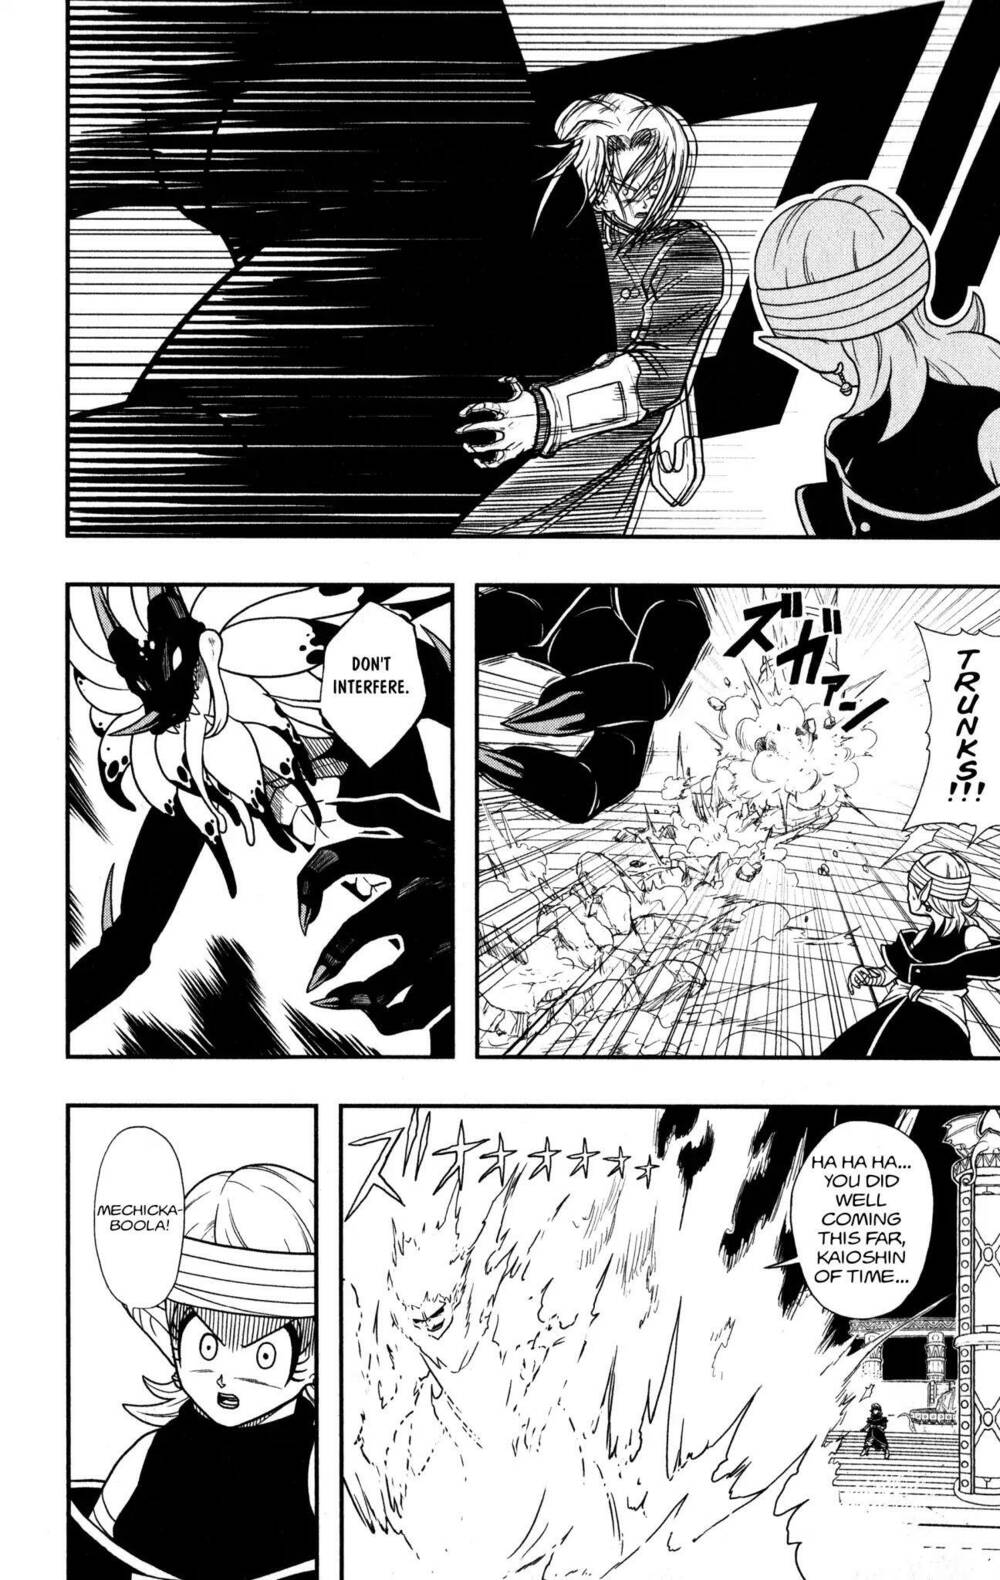 TRUNKS!!!
ズガァン
DON'T
INTERFERE.
HA HA HA...
YOU DID
WELL
COMING
THIS FAR,
KAIOSHIN
OF TIME...
ズオオオオオオ
MECHICKA-
BOOLA!